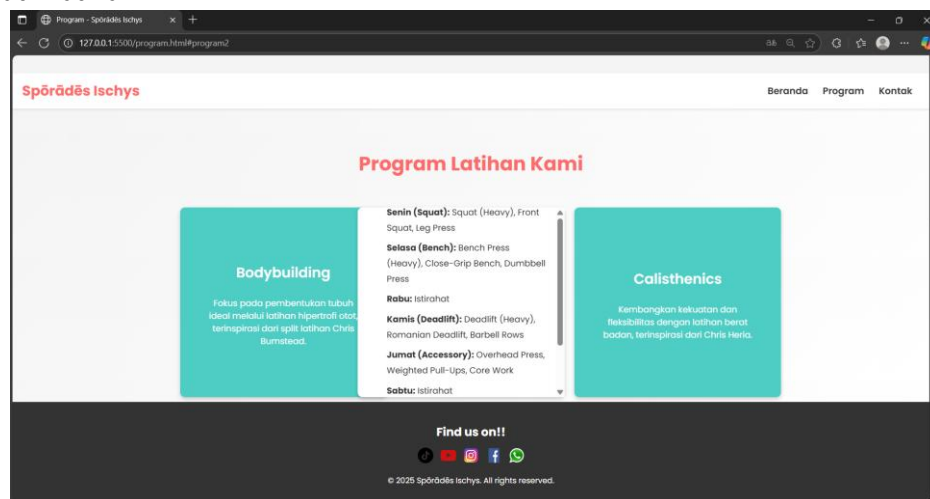 Program - Spōrādēs Ischys
127.0.0.1:5500/program.html#program2
Spōrādēs Ischys
Beranda Program Kontak
Program Latihan Kami
Bodybuilding
Fokus pada pembentukan tubuh
ideal melalui latihan hipertrofi otot,
terinspirasi dari split latihan Chris
Bumstead.
Senin (Squat): Squat (Heavy), Front
Squat, Leg Press
Selasa (Bench): Bench Press
(Heavy), Close-Grip Bench, Dumbbell
Press
Rabu: Istirahat
Kamis (Deadlift): Deadlift (Heavy),
Romanian Deadlift, Barbell Rows
Jumat (Accessory): Overhead Press,
Weighted Pull-Ups, Core Work
Sabtu: Istirahat
Calisthenics
Kembangkan kekuatan dan
fleksibilitas dengan latihan berat
badan, terinspirasi dari Chris Heria.
Find us on!!
© 2025 Spōrādēs Ischys. All rights reserved.